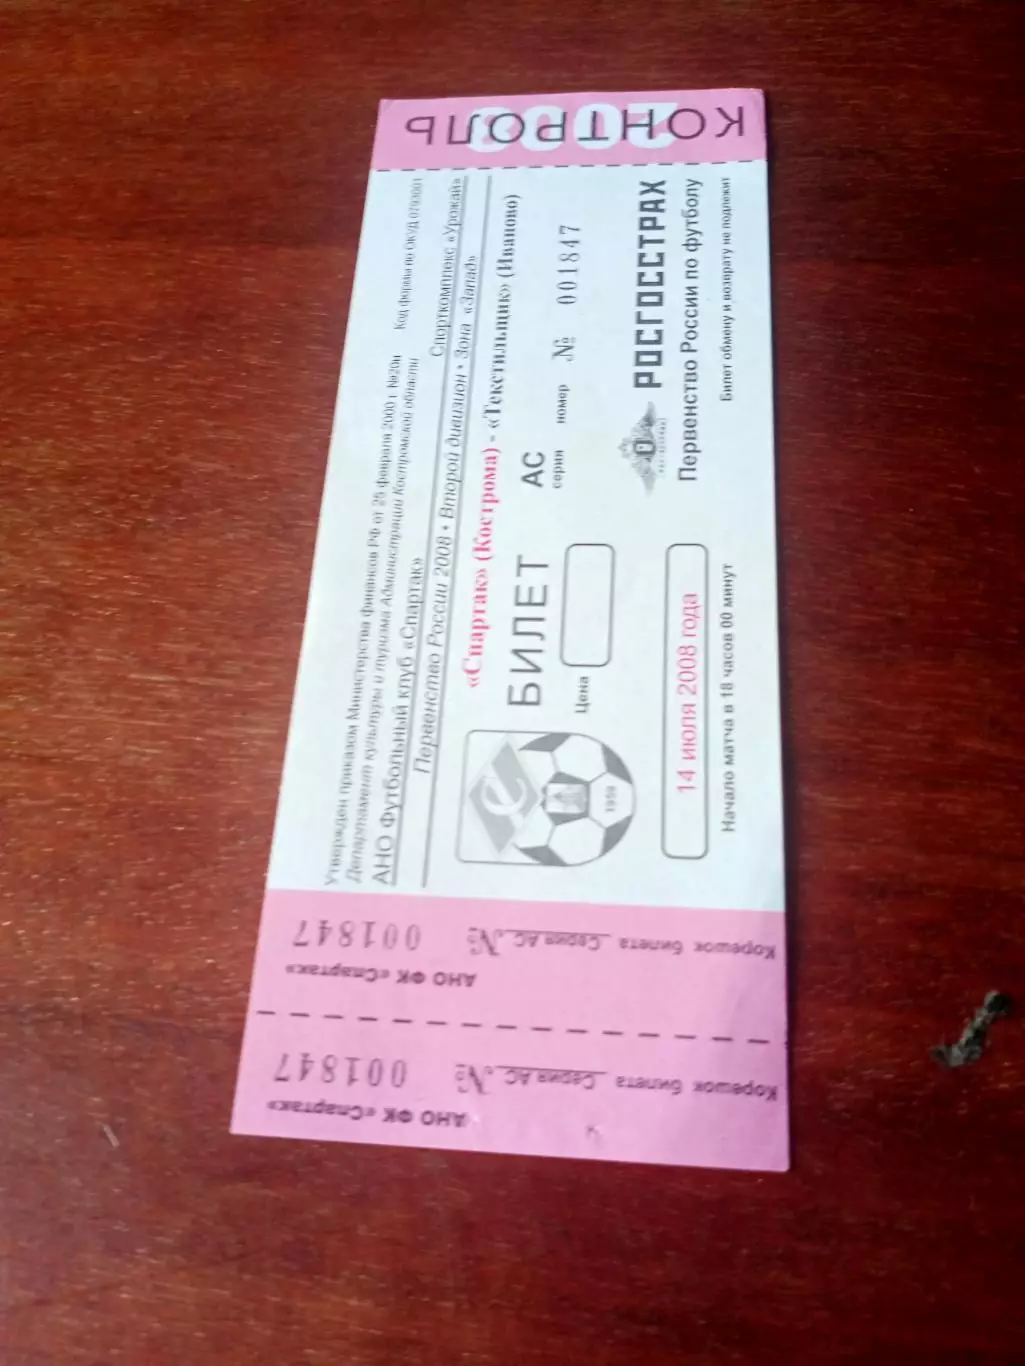 КОНТРОЛЬ
2008
Утвержден приказом Министерства финансов РФ от 25 февраля 2000 г. №20н
Код формы по ОКУД 0793001
Департамент культуры и туризма Администрации Костромской области
АНО Футбольный клуб «Спартак»
Спорткомплекс «Урожай»
Первенство России 2008 • Второй дивизион • Зона «Запад»
«Спартак» (Кострома) - «Текстильщик» (Иваново)
БИЛЕТ АС № 001847
серия номер
Цена
1959
РОСГОССТРАХ
Первенство России по футболу
14 июля 2008 года
Начало матча в 18 часов 00 минут
Билет обмену и возврату не подлежит
Корешок билета Серия АС № 001847
АНО ФК «Спартак»
Корешок билета Серия АС № 001847
АНО ФК «Спартак»